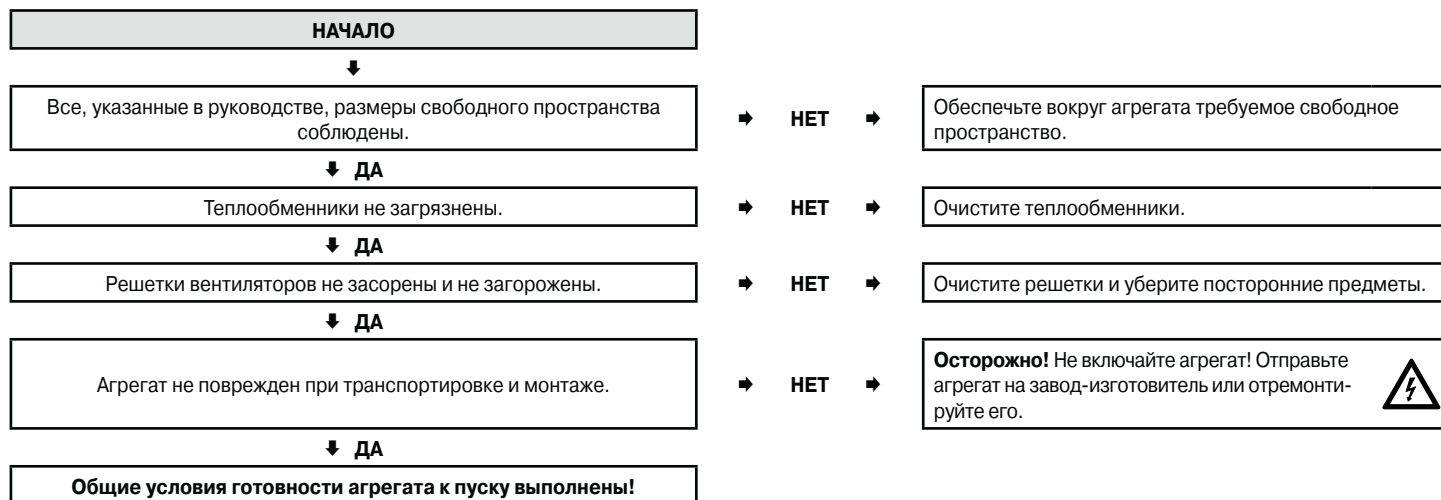 НАЧАЛО
Все, указанные в руководстве, размеры свободного пространства
соблюдены.
НЕТ
Обеспечьте вокруг агрегата требуемое свободное
пространство.
ДА
Теплообменники не загрязнены.
НЕТ
Очистите теплообменники.
ДА
Решетки вентиляторов не засорены и не загорожены.
НЕТ
Очистите решетки и уберите посторонние предметы.
ДА
Агрегат не поврежден при транспортировке и монтаже.
НЕТ
Осторожно! Не включайте агрегат! Отправьте
агрегат на завод-изготовитель или отремонти-
руйте его.
ДА
Общие условия готовности агрегата к пуску выполнены!